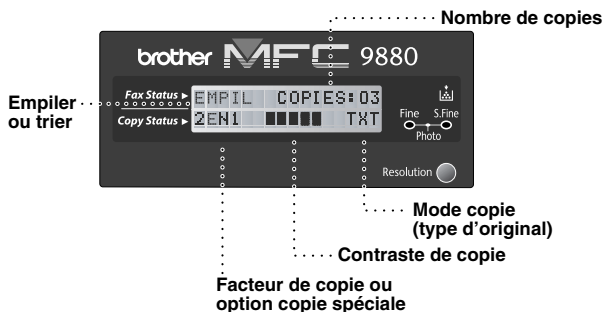 Nombre de copies
brother MFC 9880
Empiler
ou trier
Fax Status ▶ EMPIL COPIES:03
Copy Status ▶ 2EN1 ■■■■■ TXT
Fine S.Fine
Photo
Resolution
Mode copie
(type d'original)
Contraste de copie
Facteur de copie ou
option copie spéciale